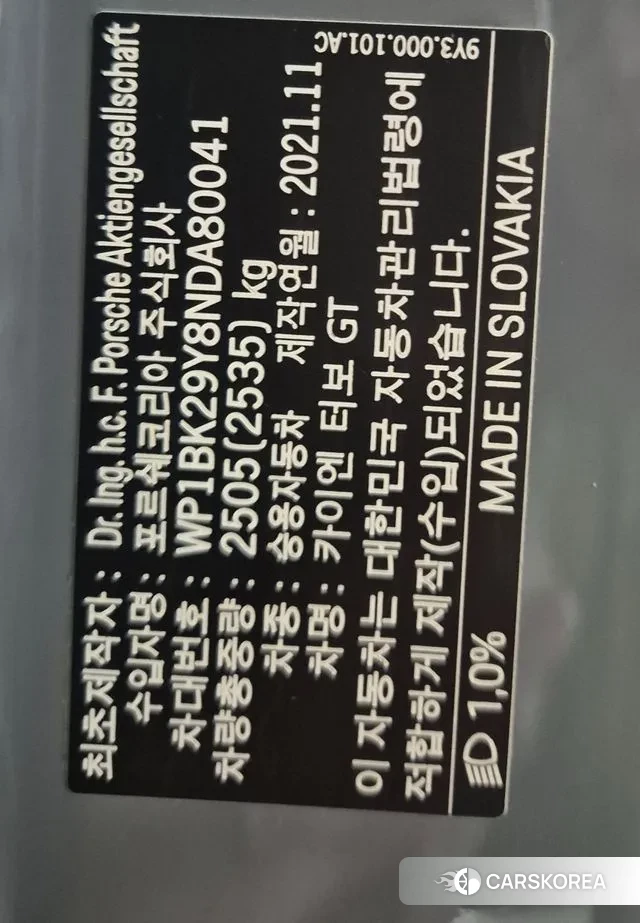 최초제작자 : Dr. Ing. h.c. F. Porsche Aktiengesellschaft
수입자명 : 포르쉐코리아 주식회사
차대번호 : WP1BK29Y8NDA80041
차량총중량 : 2505(2535) kg
차종 : 승용자동차 제작연월 : 2021.11
차명 : 카이엔 터보 GT
이 자동차는 대한민국 자동차관리법령에
적합하게 제작(수입)되었습니다.
9Y3.000.101.AC
1,0% MADE IN SLOVAKIA
CARSKOREA